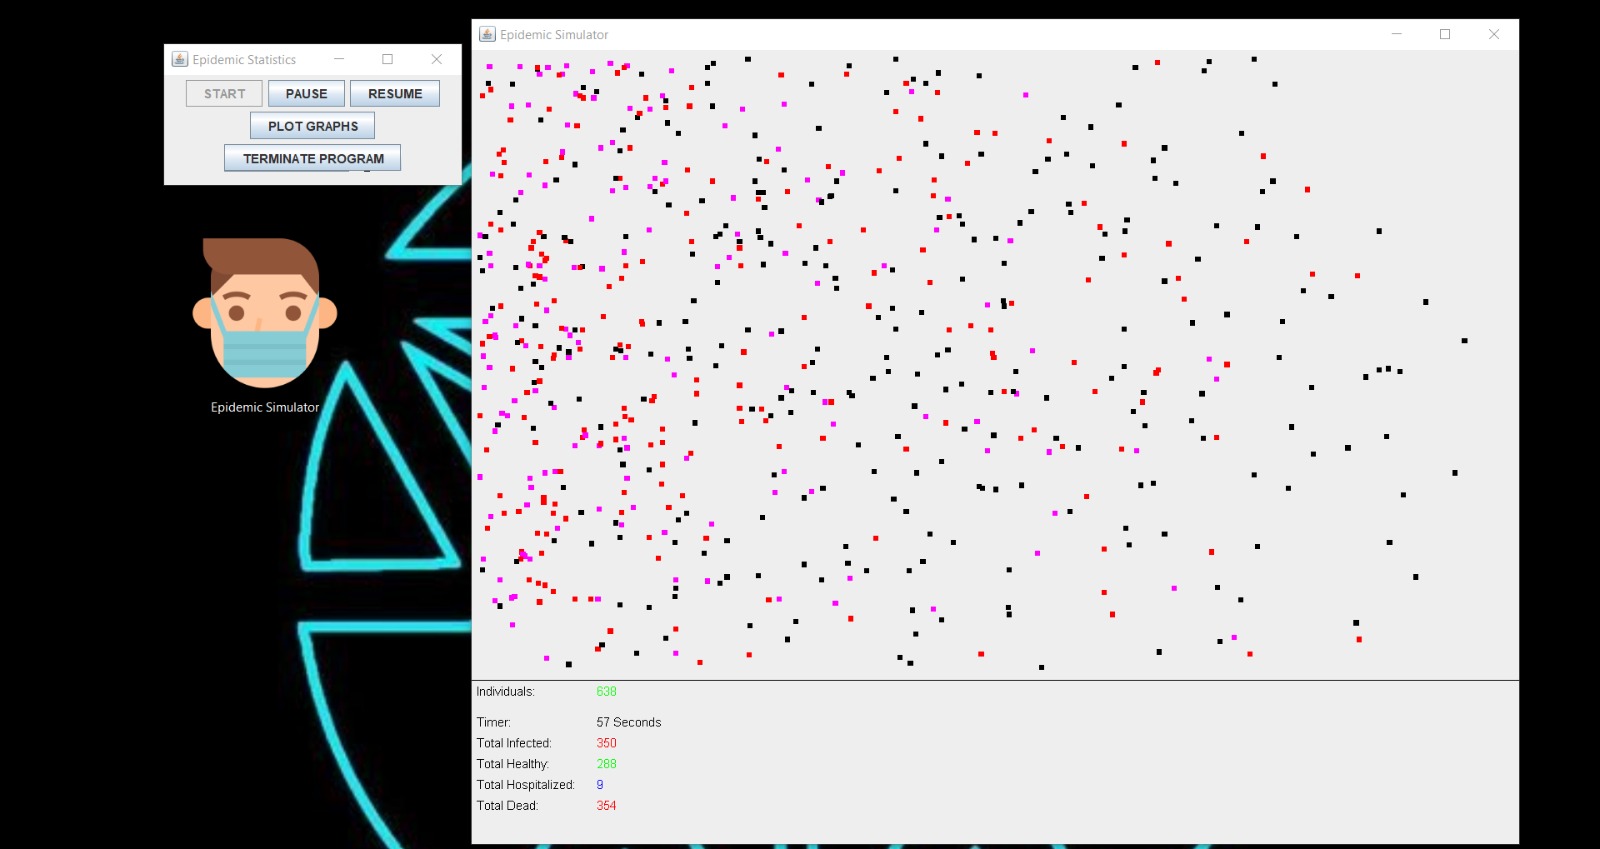 Epidemic Statistics
START PAUSE RESUME
PLOT GRAPHS
TERMINATE PROGRAM
Epidemic Simulator
Epidemic Simulator
Individuals: 638
Timer: 57 Seconds
Total Infected: 350
Total Healthy: 288
Total Hospitalized: 9
Total Dead: 354